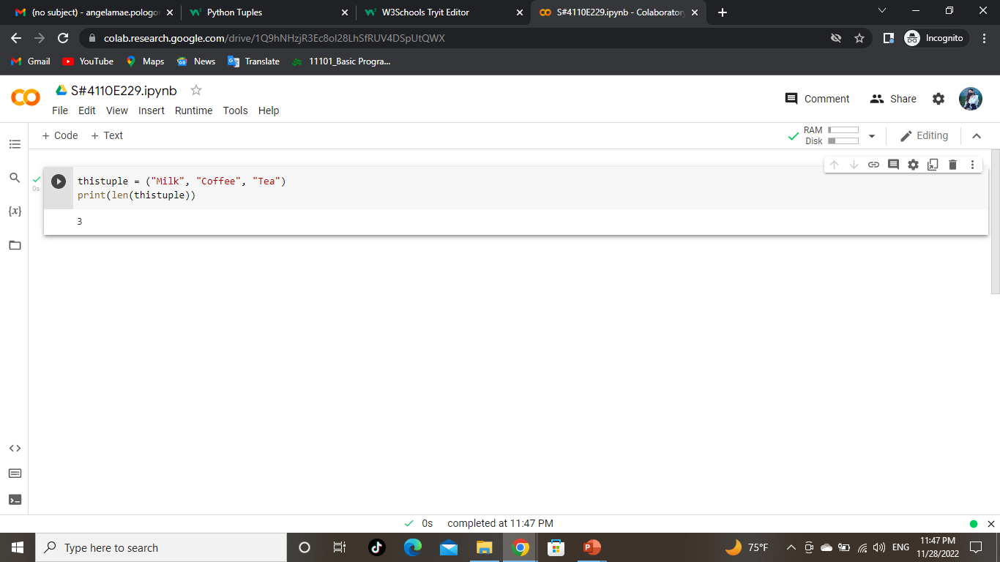 (no subject) - angelamae.pologo
Python Tuples
W3Schools Tryit Editor
S#4110E229.ipynb - Colaboratory
colab.research.google.com/drive/1Q9hNHzjR3Ec8oI28LhSfRUV4DSpUtQWX
Incognito
Gmail
YouTube
Maps
News
Translate
11101_Basic Progra...
S#4110E229.ipynb
File Edit View Insert Runtime Tools Help
Comment
Share
+ Code + Text
RAM
Disk
Editing
thistuple = ("Milk", "Coffee", "Tea")
print(len(thistuple))
0s
{x}
3
0s completed at 11:47 PM
Type here to search
75°F
ENG
11:47 PM
11/28/2022